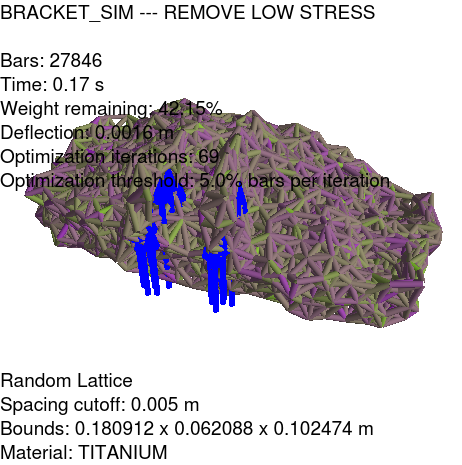 BRACKET_SIM --- REMOVE LOW STRESS
Bars: 27846
Time: 0.17 s
Weight remaining: 42.15%
Deflection: 0.0016 m
Optimization iterations: 69
Optimization threshold: 5.0% bars per iteration
Random Lattice
Spacing cutoff: 0.005 m
Bounds: 0.180912 x 0.062088 x 0.102474 m
Material: TITANIUM